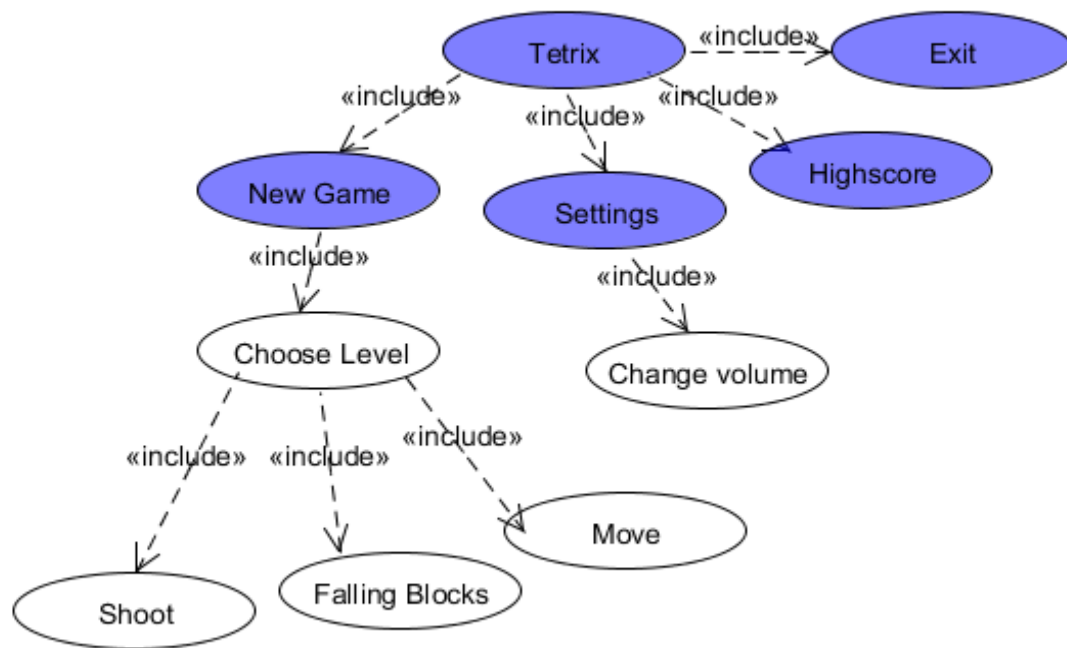 Tetrix
«include»
Exit
«include»
«include»
«include»
New Game
Settings
Highscore
«include»
«include»
Choose Level
Change volume
«include»
«include»
«include»
Shoot
Falling Blocks
Move